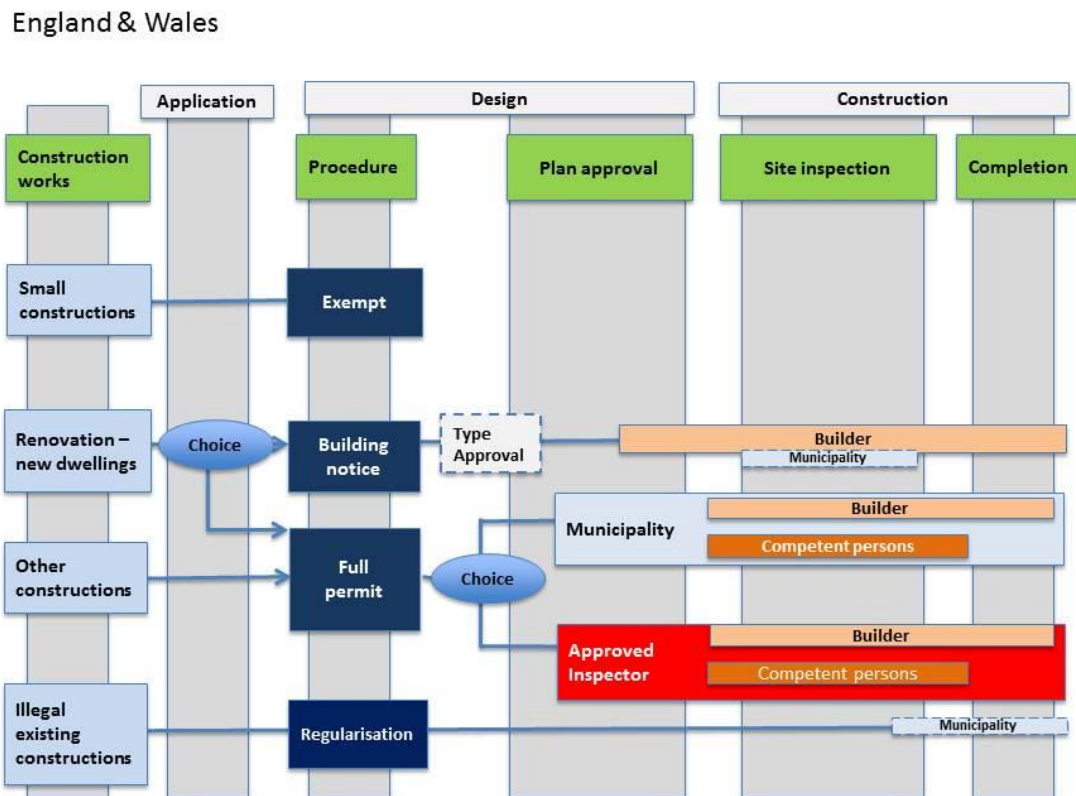 England & Wales
Application
Design
Construction
Construction
works
Procedure
Plan approval
Site inspection
Completion
Small
constructions
Exempt
Renovation –
new dwellings
Choice
Building
notice
Type
Approval
Builder
Municipality
Other
constructions
Full
permit
Choice
Municipality
Builder
Competent persons
Approved
Inspector
Builder
Competent persons
Illegal
existing
constructions
Regularisation
Municipality